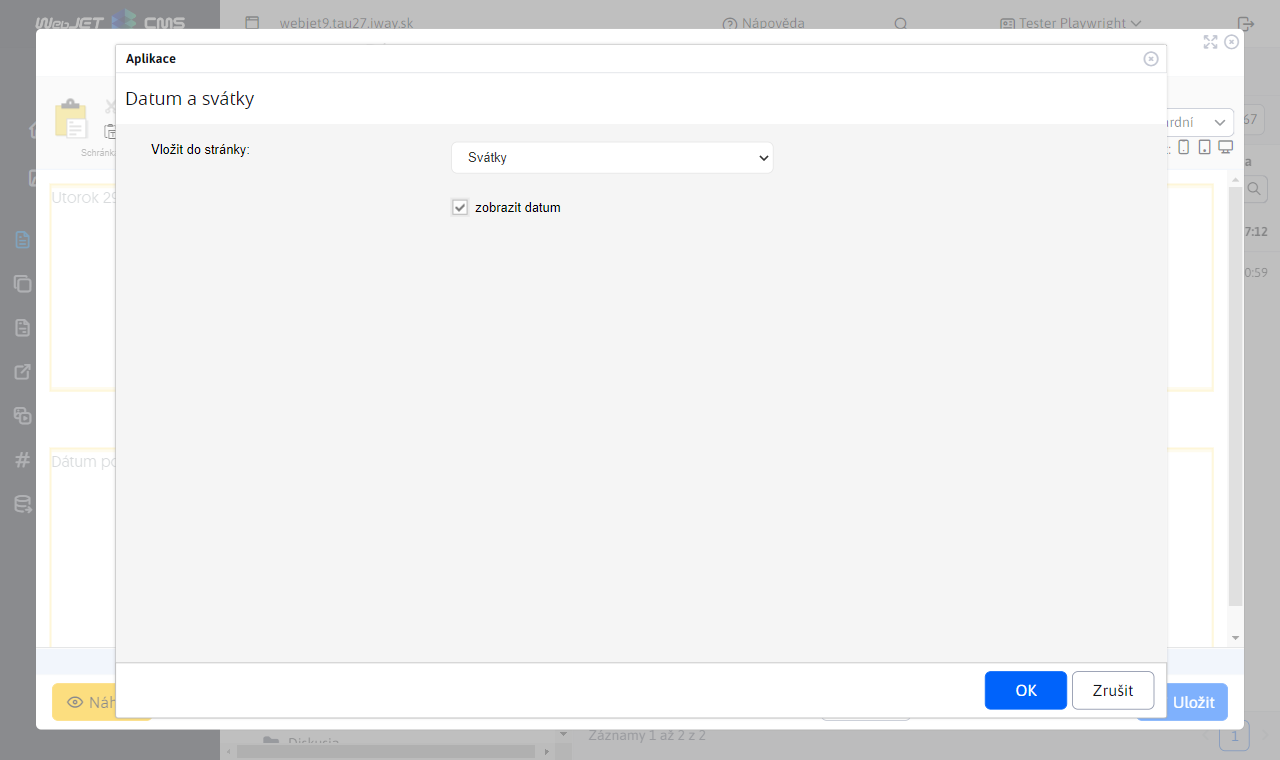 WebJET CMS
webjet9.tau27.iway.sk
Nápověda
Tester Playwright
Aplikace
Datum a svátky
Vložit do stránky:
Svátky
zobrazit datum
rdní
67
Schránka
Utorok 29
7:12
0:59
Dátum po
OK
Zrušit
Náh
Uložit
Diskusia
Záznamy 1 až 2 z 2
1